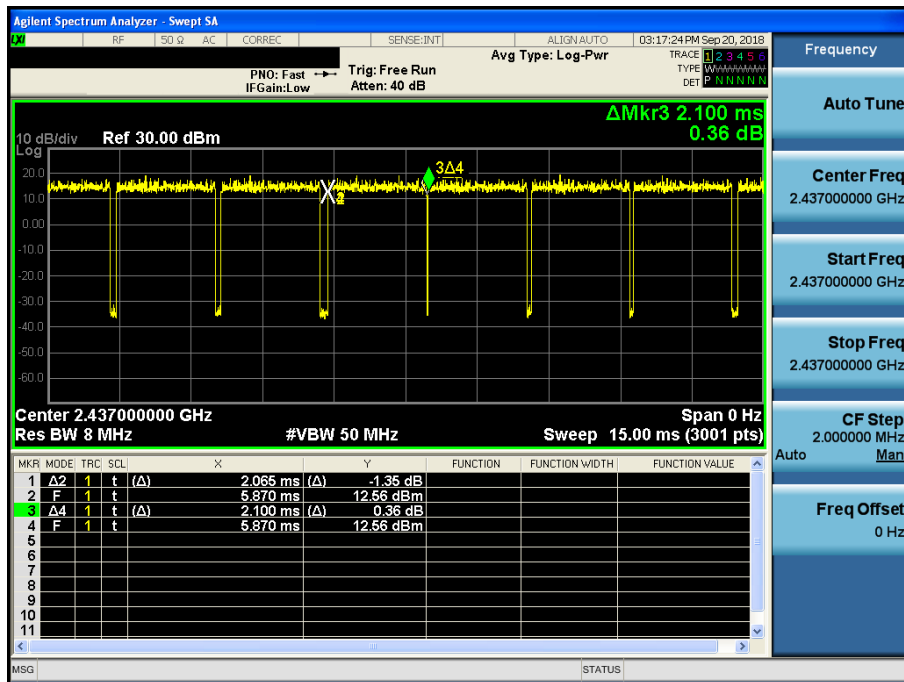 Agilent Spectrum Analyzer - Swept SA
LXI RF 50 Ω AC CORREC SENSE:INT ALIGN AUTO 03:17:24 PM Sep 20, 2018
PNO: Fast Trig: Free Run Avg Type: Log-Pwr TRACE 1 2 3 4 5 6
IFGain:Low Atten: 40 dB TYPE WWWWWW
DET P N N N N N
Frequency
Auto Tune
Center Freq
2.437000000 GHz
Start Freq
2.437000000 GHz
Stop Freq
2.437000000 GHz
CF Step
2.000000 MHz
Auto Man
Freq Offset
0 Hz
ΔMkr3 2.100 ms
0.36 dB
10 dB/div Ref 30.00 dBm
Log
20.0
10.0
0.00
-10.0
-20.0
-30.0
-40.0
-50.0
-60.0
3Δ4
Center 2.437000000 GHz Span 0 Hz
Res BW 8 MHz #VBW 50 MHz Sweep 15.00 ms (3001 pts)
MKR MODE TRC SCL X Y FUNCTION FUNCTION WIDTH FUNCTION VALUE
1 Δ2 1 t (Δ) 2.065 ms (Δ) -1.35 dB
2 F 1 t 5.870 ms 12.56 dBm
3 Δ4 1 t (Δ) 2.100 ms (Δ) 0.36 dB
4 F 1 t 5.870 ms 12.56 dBm
5
6
7
8
9
10
11
MSG STATUS